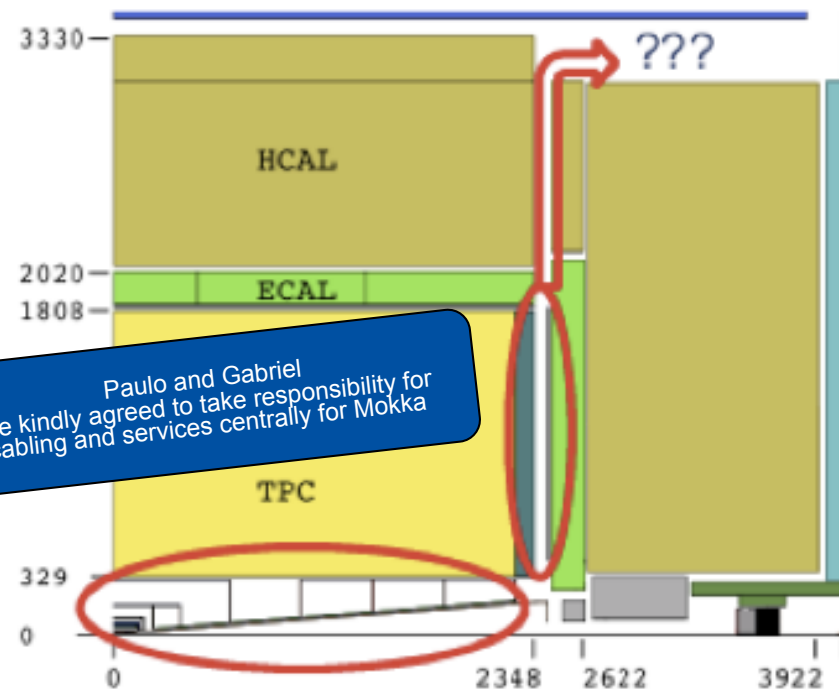 3330
???
HCAL
2020
ECAL
1808
Paulo and Gabriel
kindly agreed to take responsibility for
and services centrally for Mokka
TPC
329
0
0
2348
2622
3922